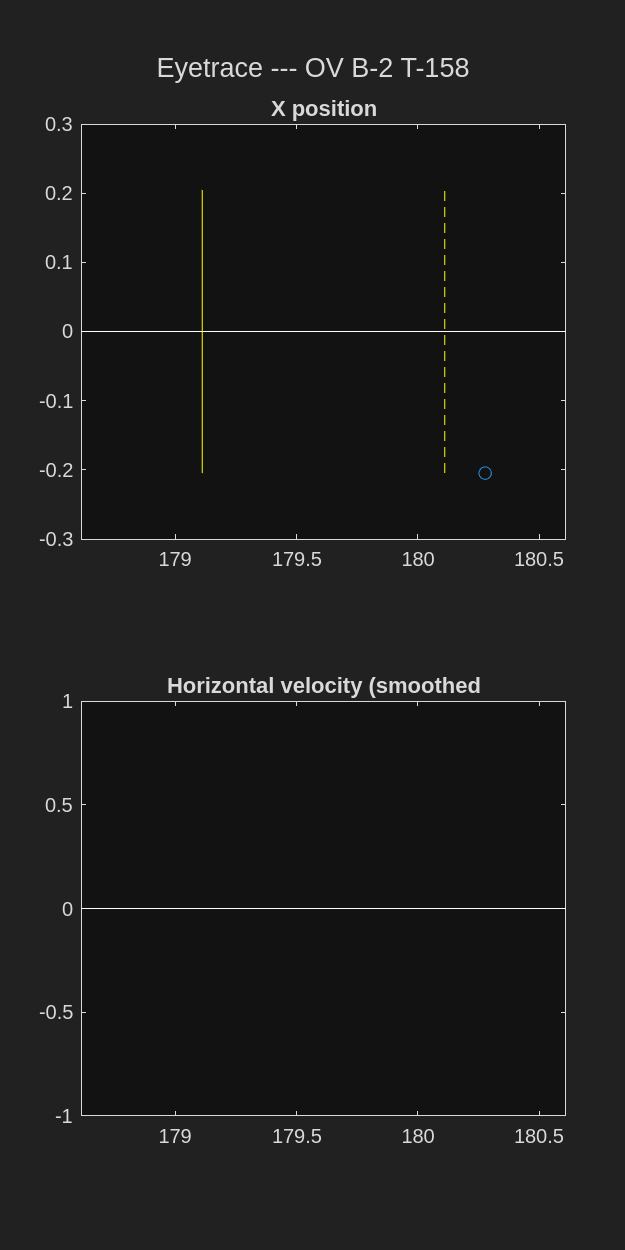 Eyetrace --- OV B-2 T-158
X position
0.3
0.2
0.1
0
-0.1
-0.2
-0.3
179 179.5 180 180.5
Horizontal velocity (smoothed
1
0.5
0
-0.5
-1
179 179.5 180 180.5